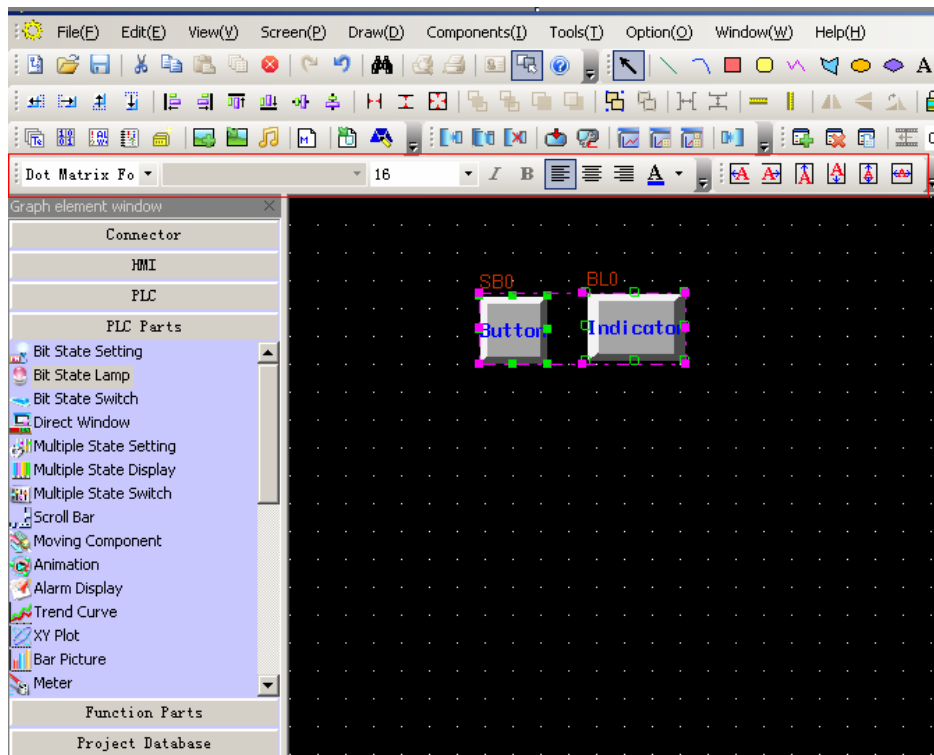 File(F) Edit(E) View(V) Screen(P) Draw(D) Components(I) Tools(T) Option(O) Window(W) Help(H)
A
Dot Matrix Fo 16 I B A
Graph element window
Connector
HMI
PLC
PLC Parts
Bit State Setting
Bit State Lamp
Bit State Switch
Direct Window
Multiple State Setting
Multiple State Display
Multiple State Switch
Scroll Bar
Moving Component
Animation
Alarm Display
Trend Curve
XY Plot
Bar Picture
Meter
Function Parts
Project Database
SB0 BL0
Button Indicator